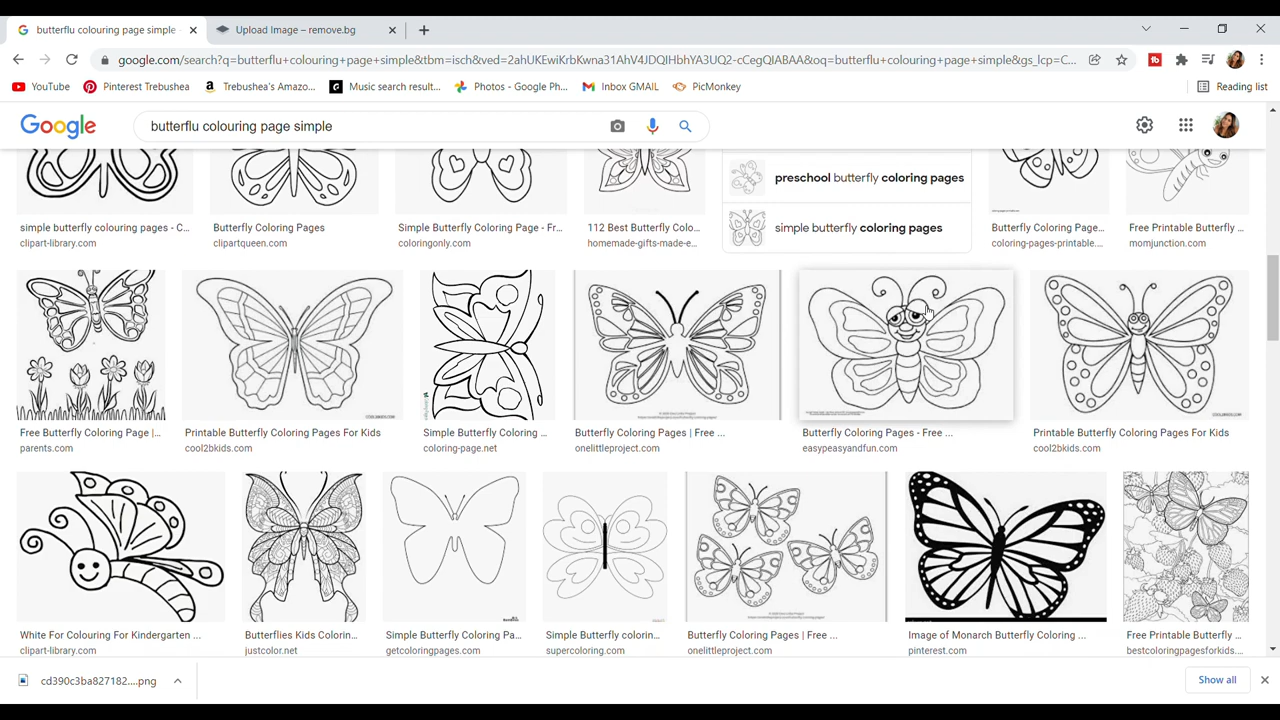 butterflu colouring page simple
Upload Image – remove.bg
google.com/search?q=butterflu+colouring+page+simple&tbm=isch&ved=2ahUKEwiKrbKwna31AhV4JDQIHbhYA3UQ2-cCegQIABAA&oq=butterflu+colouring+page+simple&gs_lcp=C...
YouTube
Pinterest Trebushea
Trebushea's Amazo...
Music search result...
Photos - Google Ph...
Inbox GMAIL
PicMonkey
Reading list
Google
butterflu colouring page simple
preschool butterfly coloring pages
simple butterfly coloring pages
simple butterfly colouring pages - C...
clipart-library.com
Butterfly Coloring Pages
clipartqueen.com
Simple Butterfly Coloring Page - Fr...
coloringonly.com
112 Best Butterfly Colo...
homemade-gifts-made-e...
Butterfly Coloring Page...
coloring-pages-printable....
Free Printable Butterfly ...
momjunction.com
COOL2BKIDS.COM
COOL2BKIDS.COM
Free Butterfly Coloring Page |...
parents.com
Printable Butterfly Coloring Pages For Kids
cool2bkids.com
Simple Butterfly Coloring ...
coloring-page.net
Butterfly Coloring Pages | Free ...
onelittleproject.com
Butterfly Coloring Pages - Free ...
easypeasyandfun.com
Printable Butterfly Coloring Pages For Kids
cool2bkids.com
White For Colouring For Kindergarten ...
clipart-library.com
Butterflies Kids Colorin...
justcolor.net
Simple Butterfly Coloring Pa...
getcoloringpages.com
Simple Butterfly colorin...
supercoloring.com
Butterfly Coloring Pages | Free ...
onelittleproject.com
Image of Monarch Butterfly Coloring ...
pinterest.com
Free Printable Butterfly ...
bestcoloringpagesforkids....
cd390c3ba827182....png
Show all